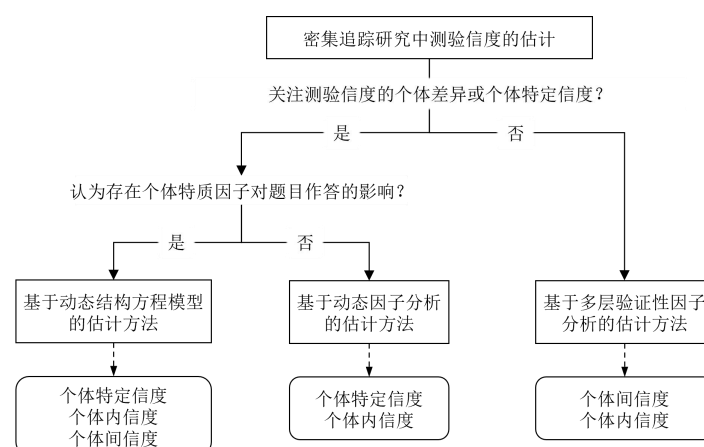 密集追踪研究中测验信度的估计
关注测验信度的个体差异或个体特定信度？
是
否
认为存在个体特质因子对题目作答的影响？
是
否
基于动态结构方程模型
的估计方法
基于动态因子分析
的估计方法
基于多层验证性因子
分析的估计方法
个体特定信度
个体内信度
个体间信度
个体特定信度
个体内信度
个体间信度
个体内信度